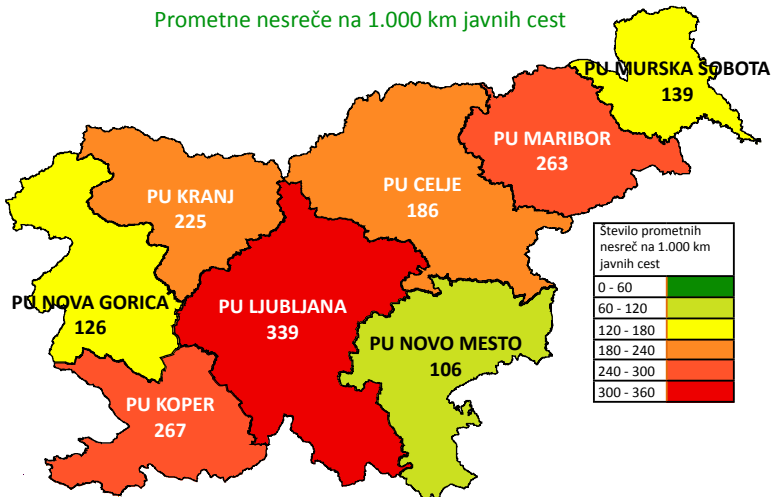 Prometne nesreče na 1.000 km javnih cest
PU MURSKA SOBOTA
139
PU MARIBOR
263
PU CELJE
186
PU KRANJ
225
Število prometnih
nesreč na 1.000 km
javnih cest
0 - 60
60 - 120
120 - 180
180 - 240
240 - 300
300 - 360
PU NOVA GORICA
126
PU LJUBLJANA
339
PU NOVO MESTO
106
PU KOPER
267